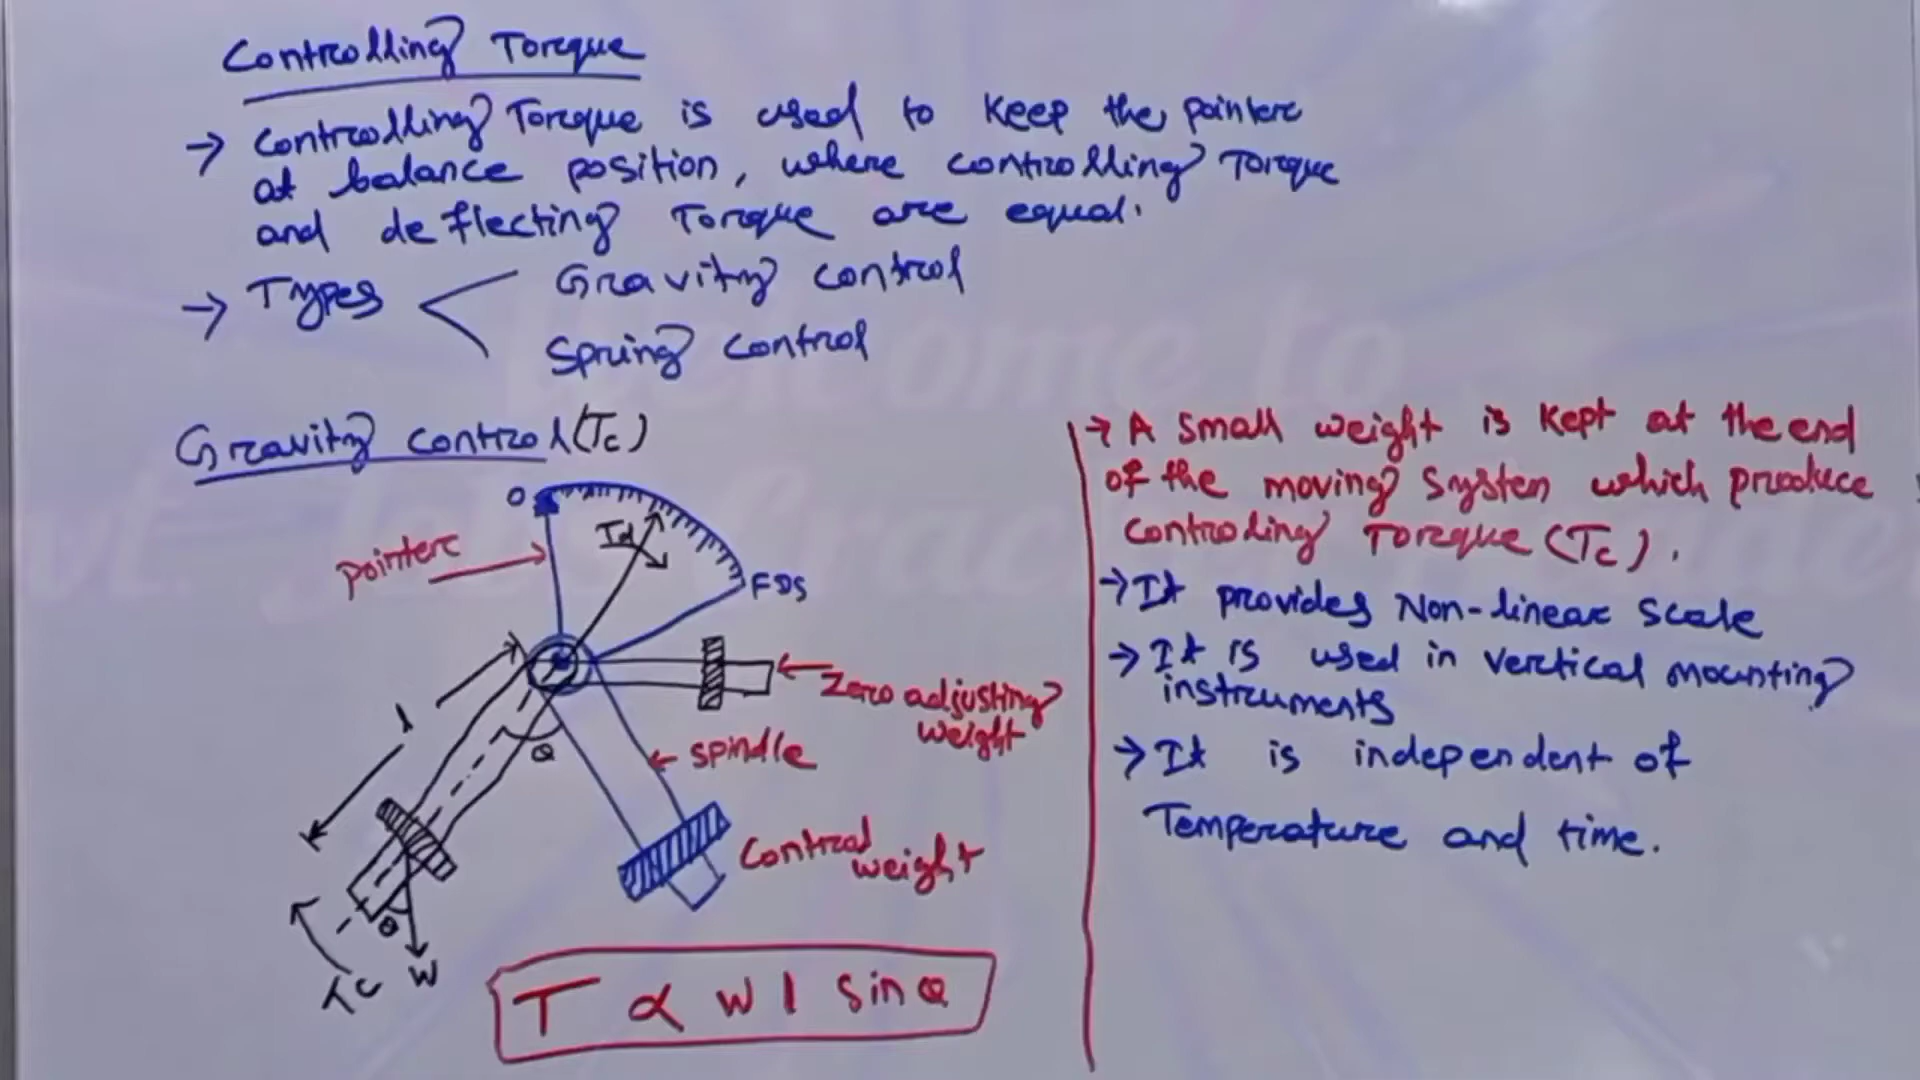 Controlling Torque
→ Controlling Torque is used to keep the pointer
at balance position, where controlling Torque
and deflecting Torque are equal.
→ Types
Gravity control
Spring control
Gravity control (Tc)
O
Td
pointer
FDS
Zero adjusting
weight
l
θ
← spindle
Control
weight
θ
Tc
W
T ∝ W l sin θ
→ A small weight is kept at the end
of the moving system which produce
controling Torque (Tc).
→ It provides Non-linear scale
→ It is used in vertical mounting
instruments
→ It is independent of
Temperature and time.